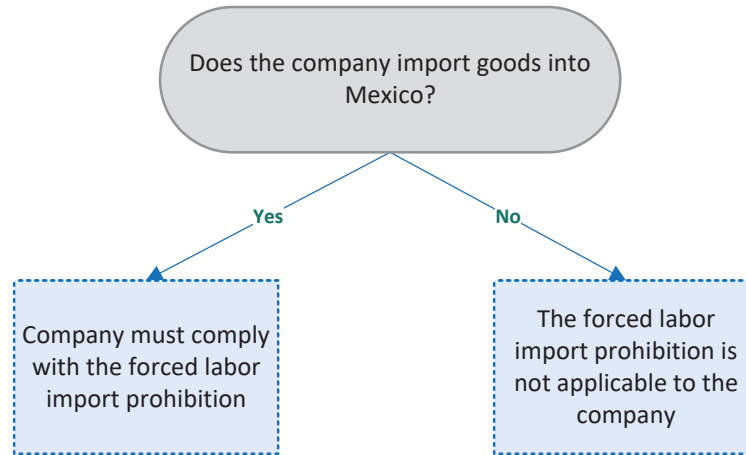 Does the company import goods into
Mexico?
Yes
No
Company must comply
with the forced labor
import prohibition
The forced labor
import prohibition is
not applicable to the
company